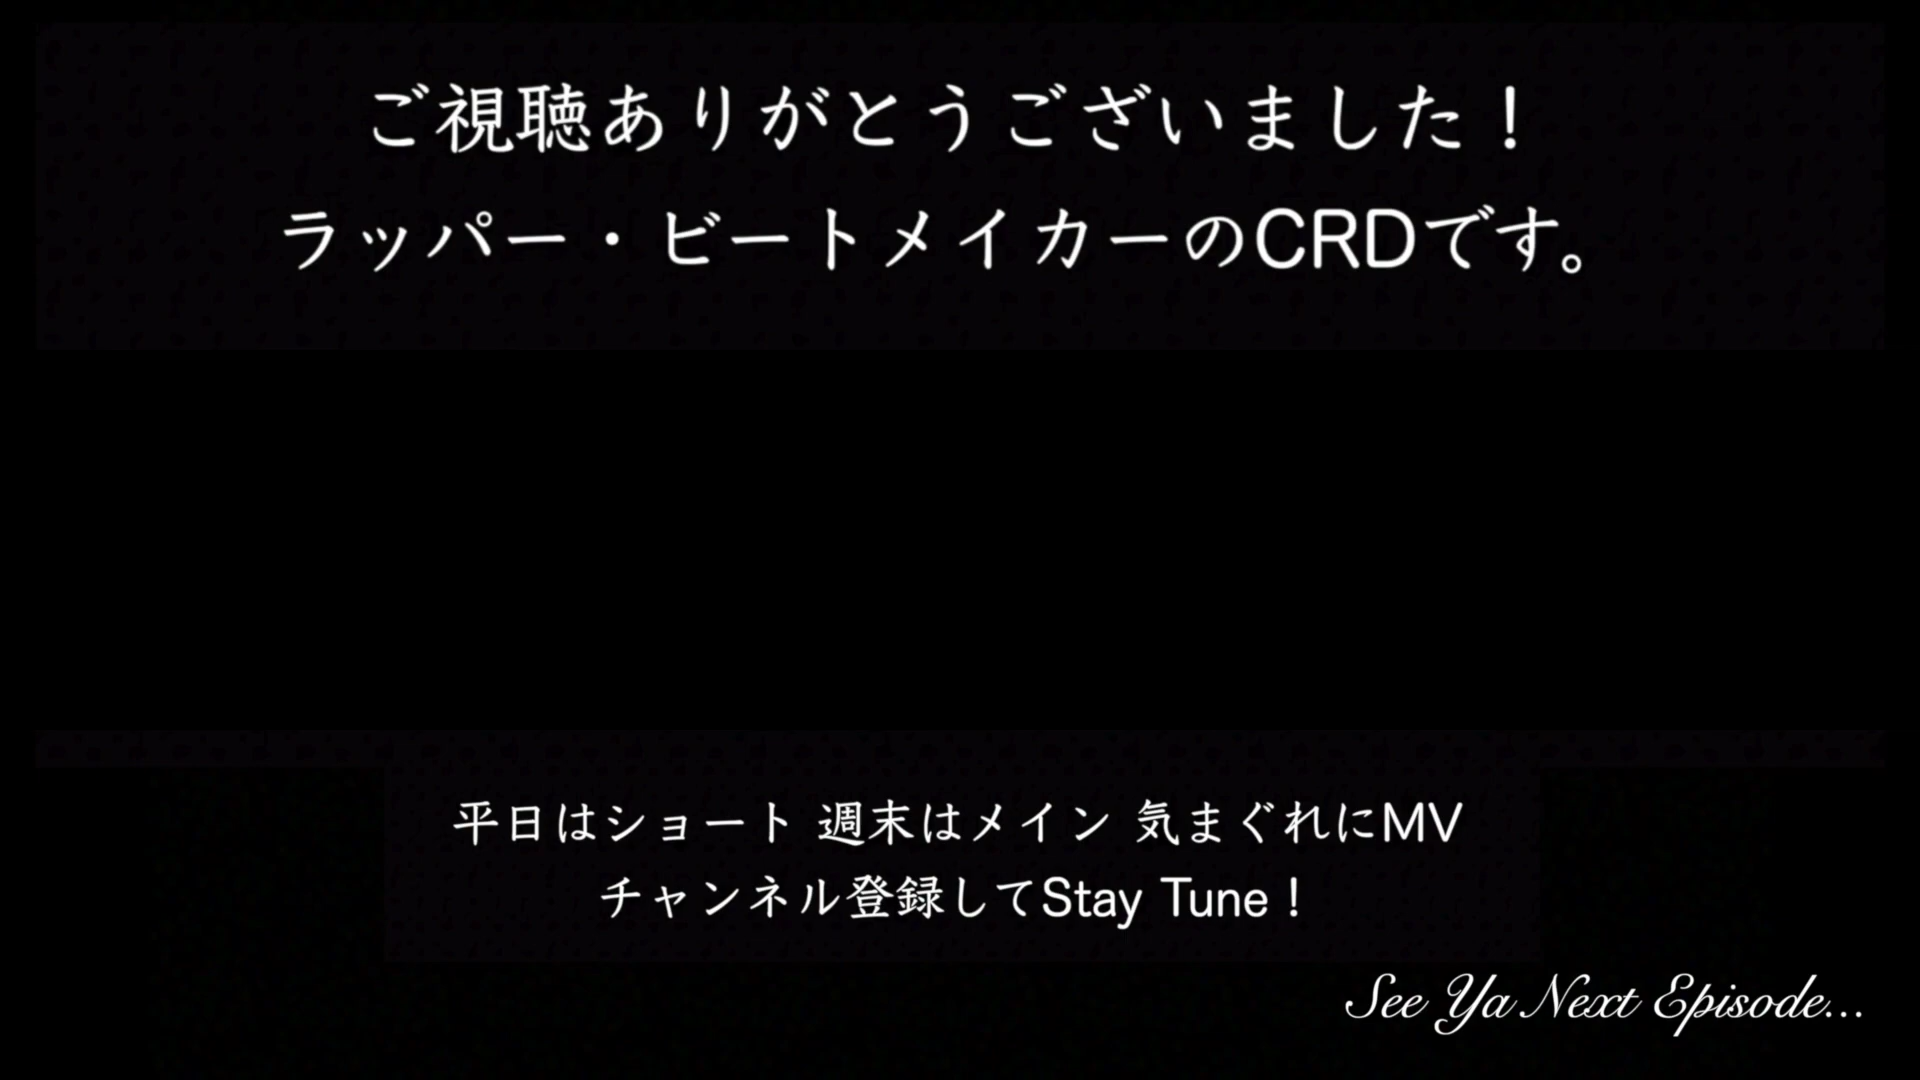 ご視聴ありがとうございました！
ラッパー・ビートメイカーのCRDです。
平日はショート 週末はメイン 気まぐれにMV
チャンネル登録してStay Tune！
See Ya Next Episode...